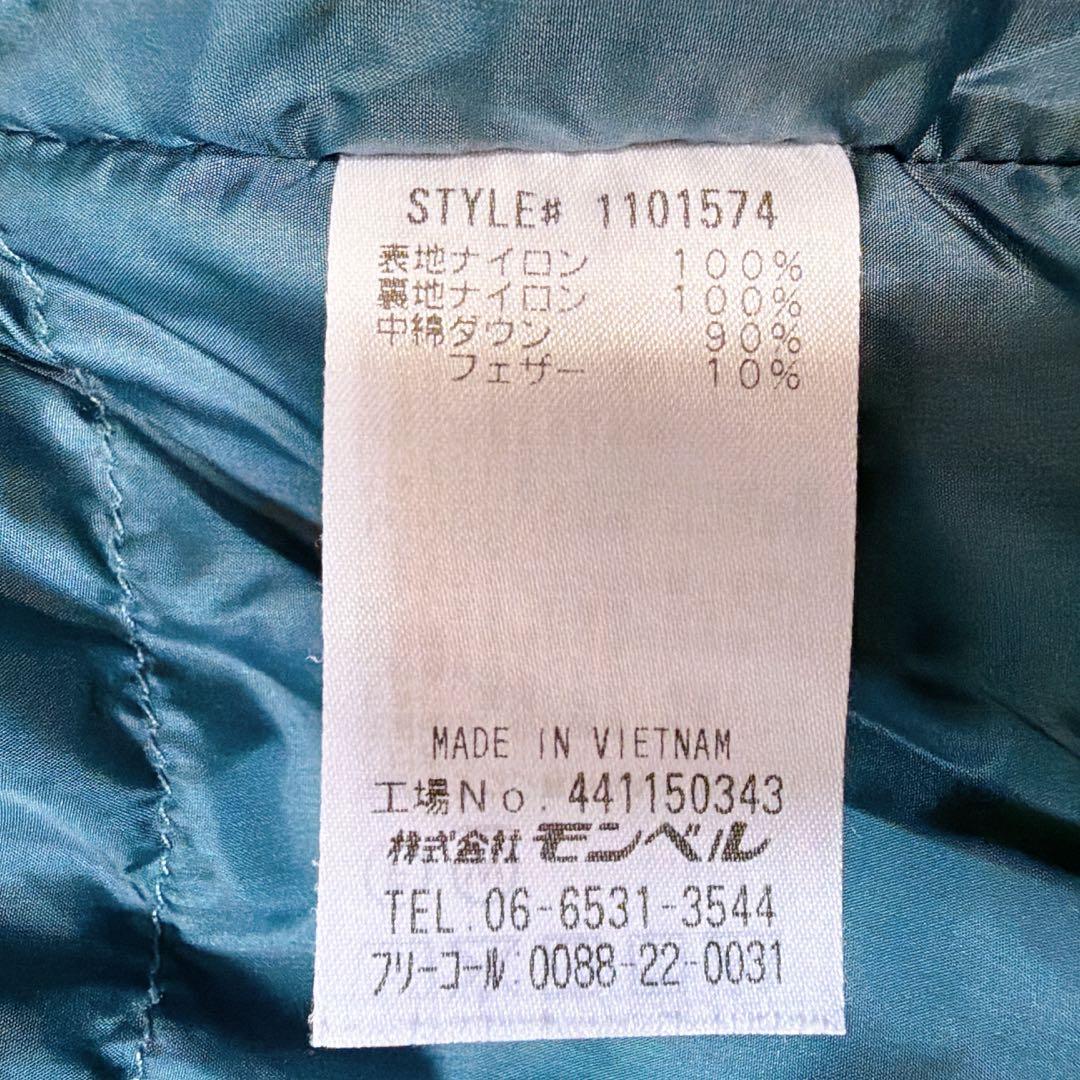 STYLE# 1101574
表地ナイロン 100%
裏地ナイロン 100%
中綿ダウン 90%
フェザー 10%
MADE IN VIETNAM
工場No. 441150343
株式会社モンベル
TEL.06-6531-3544
フリーコール:0088-22-0031